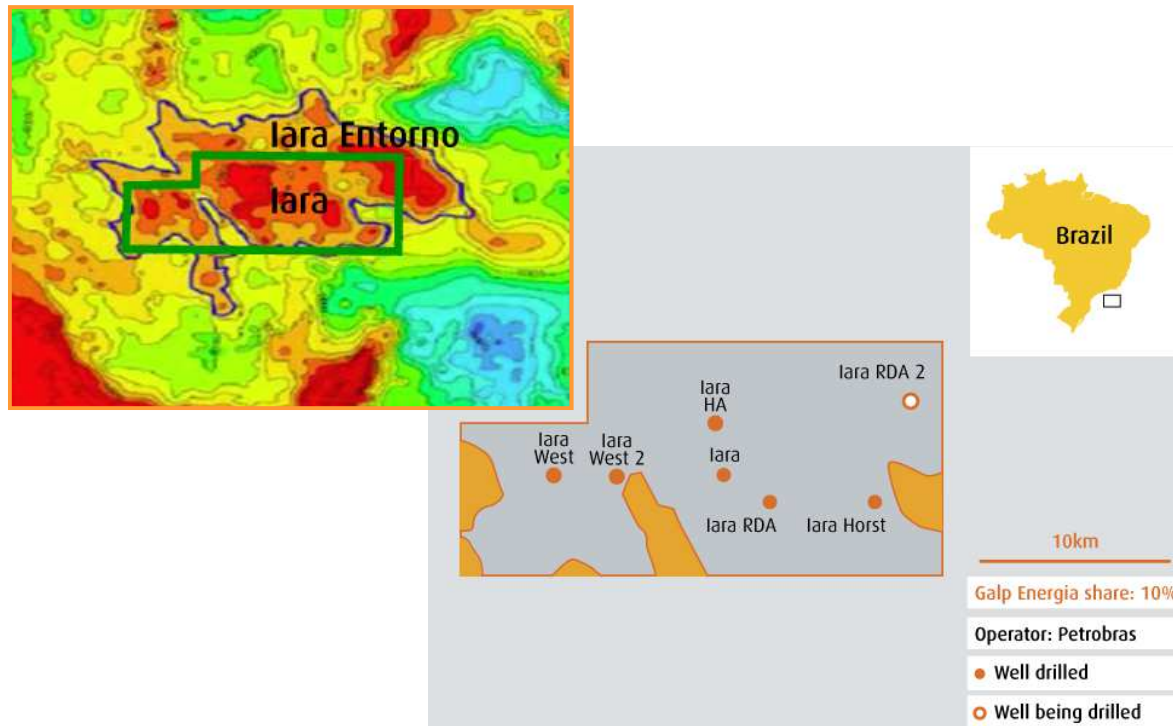 Iara Entorno
Iara
Brazil
Iara RDA 2
Iara
HA
Iara
West
Iara
West 2
Iara
Iara RDA
Iara Horst
10km
Galp Energia share: 10%
Operator: Petrobras
Well drilled
Well being drilled